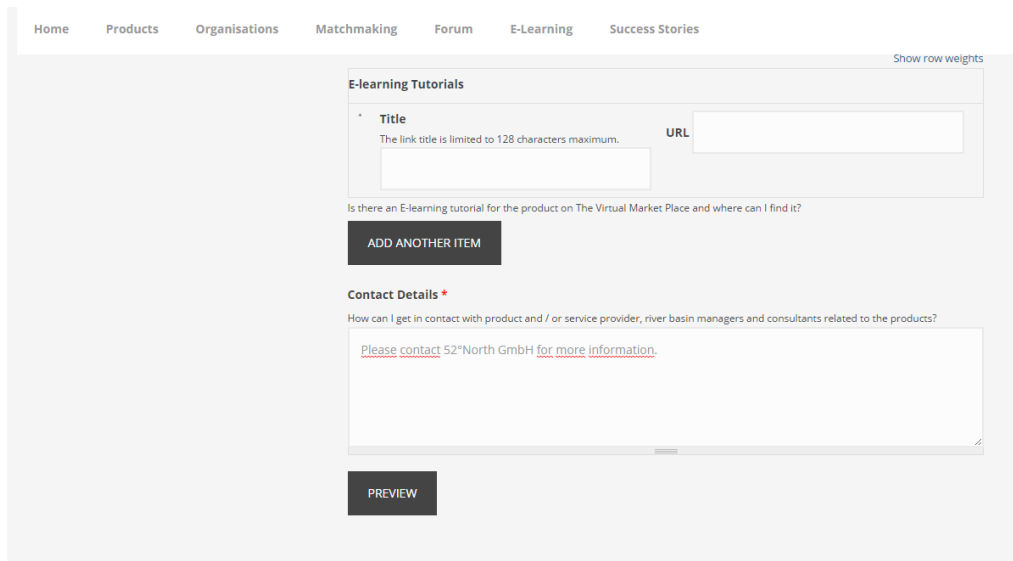 Home Products Organisations Matchmaking Forum E-Learning Success Stories
Show row weights
E-learning Tutorials
Title
The link title is limited to 128 characters maximum.
URL
Is there an E-learning tutorial for the product on The Virtual Market Place and where can I find it?
ADD ANOTHER ITEM
Contact Details *
How can I get in contact with product and / or service provider, river basin managers and consultants related to the products?
Please contact 52°North GmbH for more information.
PREVIEW